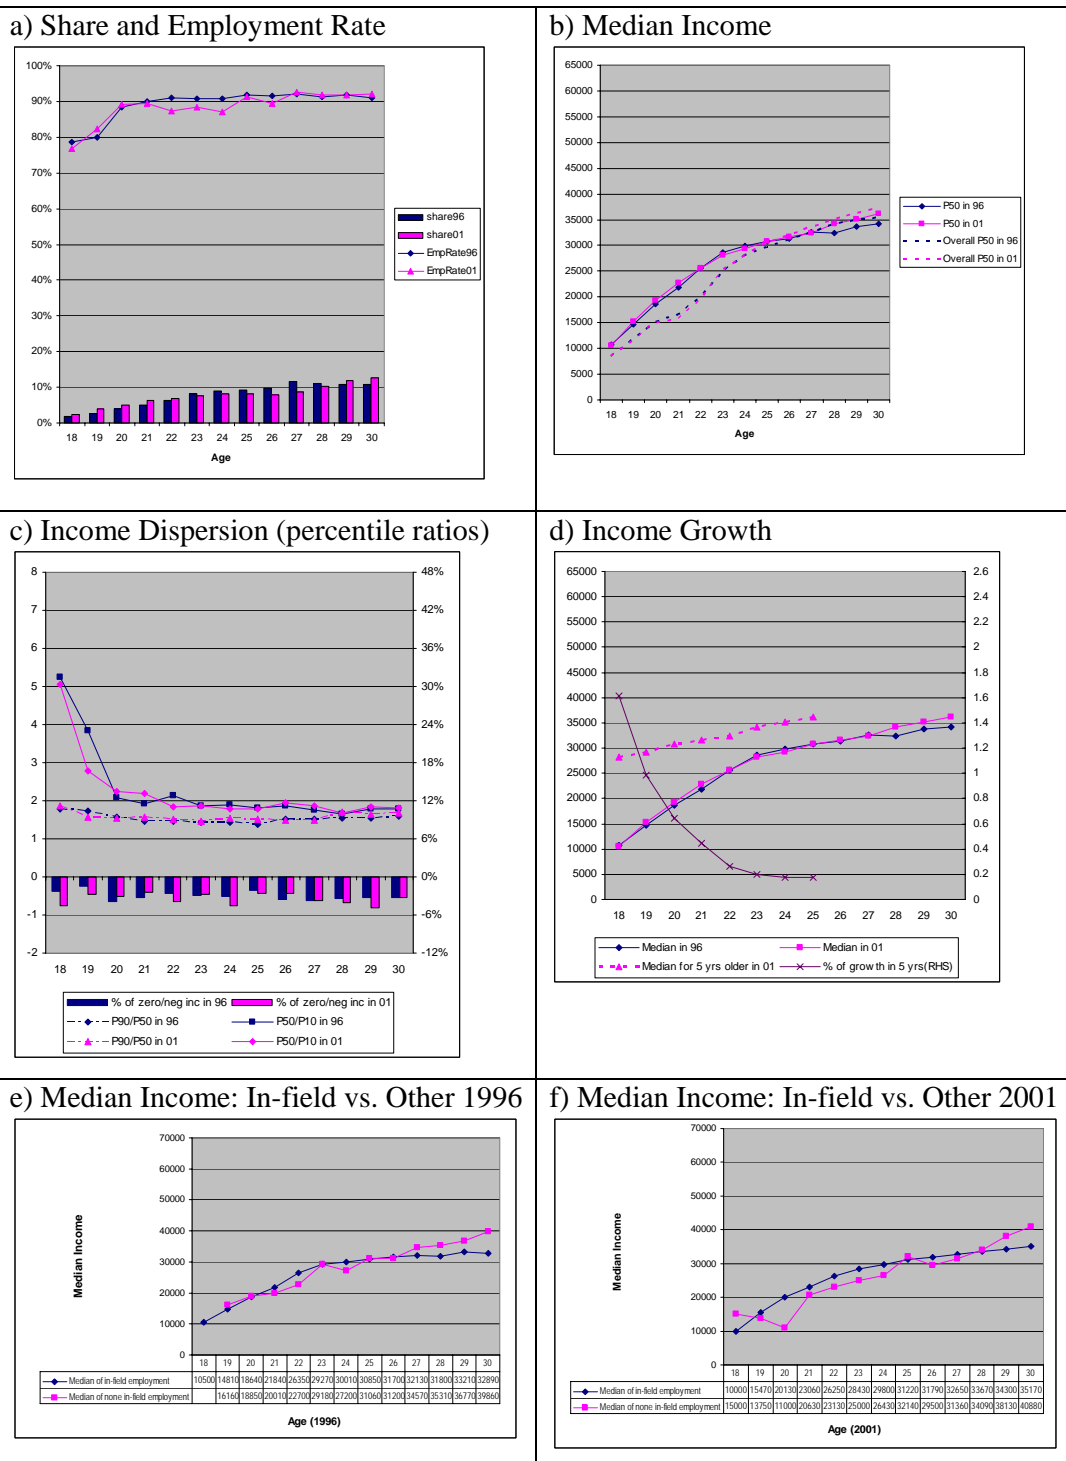 a) Share and Employment Rate
100%
90%
80%
70%
60%
50%
40%
30%
20%
10%
0%
18 19 20 21 22 23 24 25 26 27 28 29 30
Age
share96
share01
EmpRate96
EmpRate01
b) Median Income
65000
60000
55000
50000
45000
40000
35000
30000
25000
20000
15000
10000
5000
0
18 19 20 21 22 23 24 25 26 27 28 29 30
Age
P50 in 96
P50 in 01
Overall P50 in 96
Overall P50 in 01
c) Income Dispersion (percentile ratios)
8 48%
7 42%
6 36%
5 30%
4 24%
3 18%
2 12%
1 6%
0 0%
-1 -6%
-2 -12%
18 19 20 21 22 23 24 25 26 27 28 29 30
% of zero/neg inc in 96 % of zero/neg inc in 01
P90/P50 in 96 P50/P10 in 96
P90/P50 in 01 P50/P10 in 01
d) Income Growth
65000 2.6
60000 2.4
55000 2.2
50000 2
45000 1.8
40000 1.6
35000 1.4
30000 1.2
25000 1
20000 0.8
15000 0.6
10000 0.4
5000 0.2
0 0
18 19 20 21 22 23 24 25 26 27 28 29 30
Median in 96 Median in 01
Median for 5 yrs older in 01 % of growth in 5 yrs(RHS)
e) Median Income: In-field vs. Other 1996
Median Income
70000
60000
50000
40000
30000
20000
10000
0
18 19 20 21 22 23 24 25 26 27 28 29 30
Median of in-field employment 10500 14810 18640 21840 26350 29270 30010 30850 31700 32130 31800 33210 32890
Median of none in-field employment 16160 18850 20010 22700 29180 27200 31060 31200 34570 35310 36770 39860
Age (1996)
f) Median Income: In-field vs. Other 2001
Median Income
70000
60000
50000
40000
30000
20000
10000
0
18 19 20 21 22 23 24 25 26 27 28 29 30
Median of in-field employment 10000 15470 20130 23060 26250 28430 29800 31220 31790 32650 33670 34300 35170
Median of none in-field employment 15000 13750 11000 20630 23130 25000 26430 32140 29500 31360 34090 38130 40880
Age (2001)